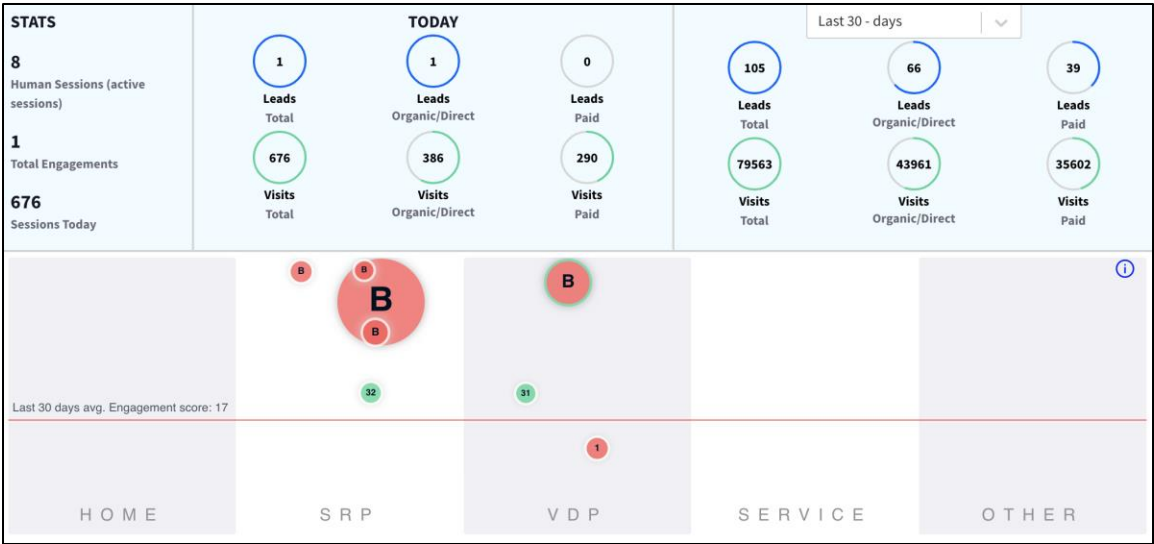 STATS
8
Human Sessions (active
sessions)
1
Total Engagements
676
Sessions Today
TODAY
1
Leads
Total
1
Leads
Organic/Direct
0
Leads
Paid
676
Visits
Total
386
Visits
Organic/Direct
290
Visits
Paid
Last 30 - days
105
Leads
Total
66
Leads
Organic/Direct
39
Leads
Paid
79563
Visits
Total
43961
Visits
Organic/Direct
35602
Visits
Paid
i
B
B
B
B
B
32
31
Last 30 days avg. Engagement score: 17
1
HOME
SRP
VDP
SERVICE
OTHER